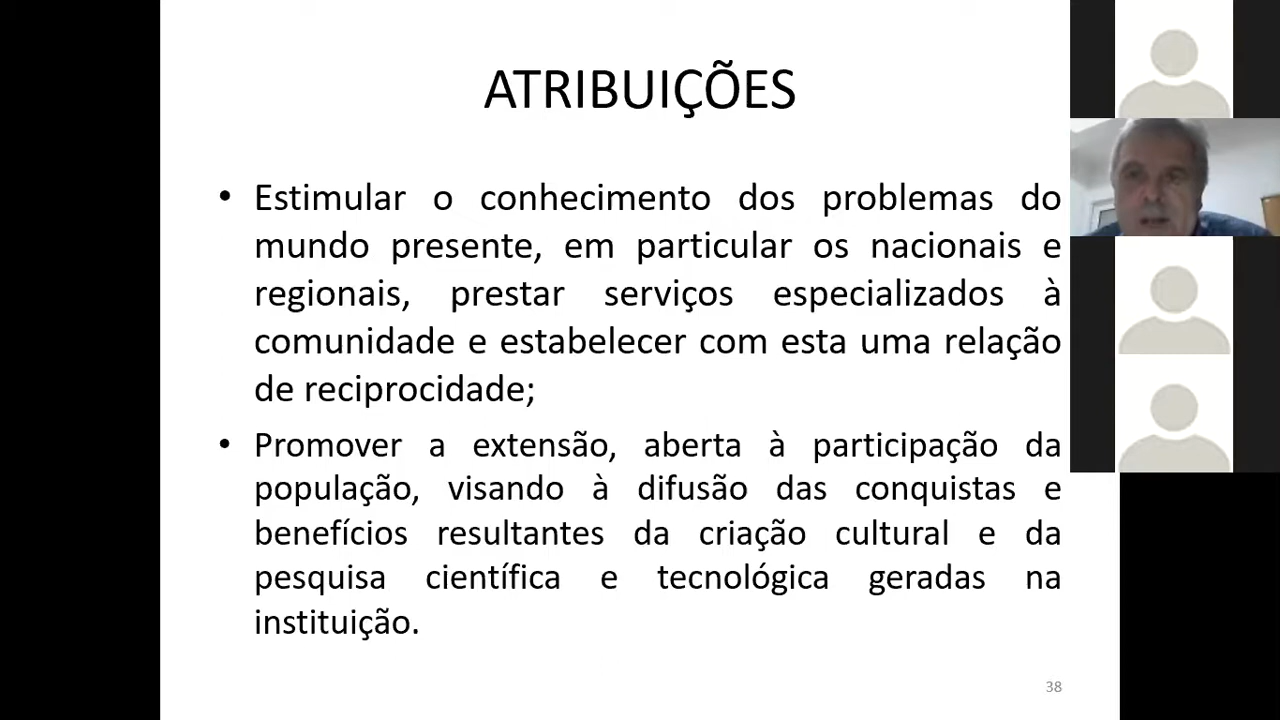 ATRIBUIÇÕES
• Estimular o conhecimento dos problemas do
mundo presente, em particular os nacionais e
regionais, prestar serviços especializados à
comunidade e estabelecer com esta uma relação
de reciprocidade;
• Promover a extensão, aberta à participação da
população, visando à difusão das conquistas e
benefícios resultantes da criação cultural e da
pesquisa científica e tecnológica geradas na
instituição.
38